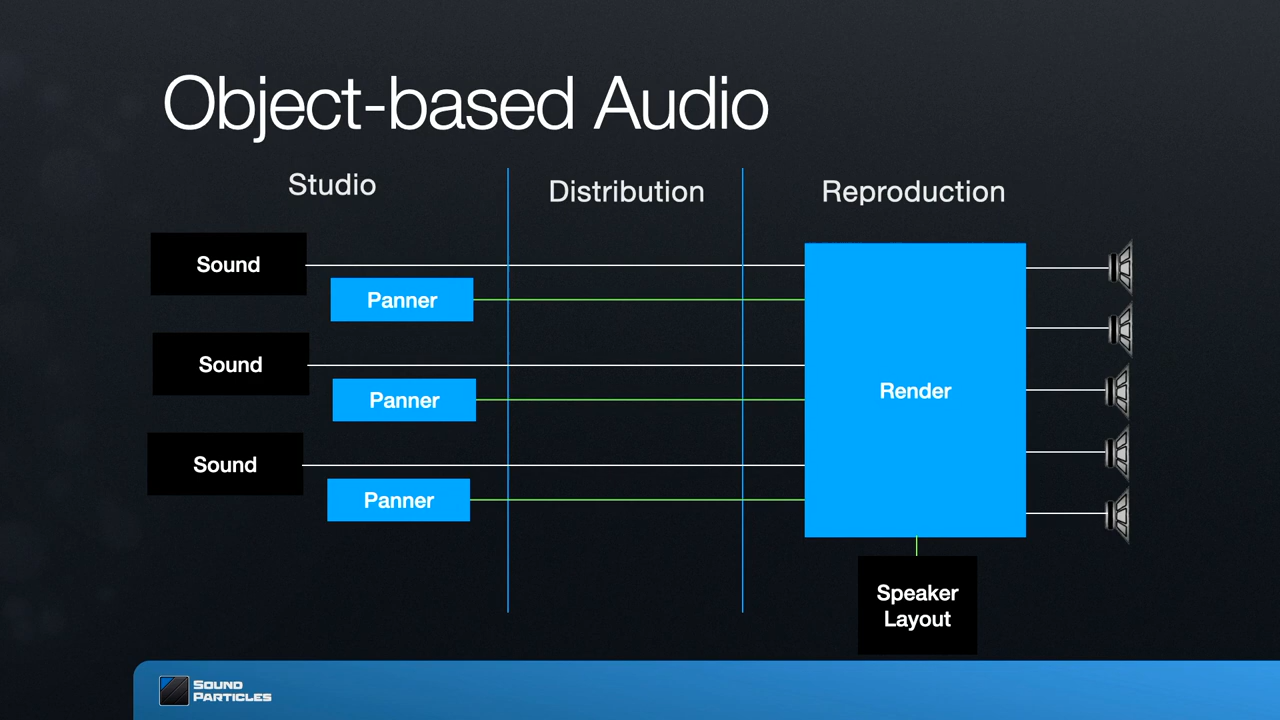 Object-based Audio
Studio
Distribution
Reproduction
Sound
Panner
Sound
Panner
Sound
Panner
Render
Speaker
Layout
SOUND
PARTICLES